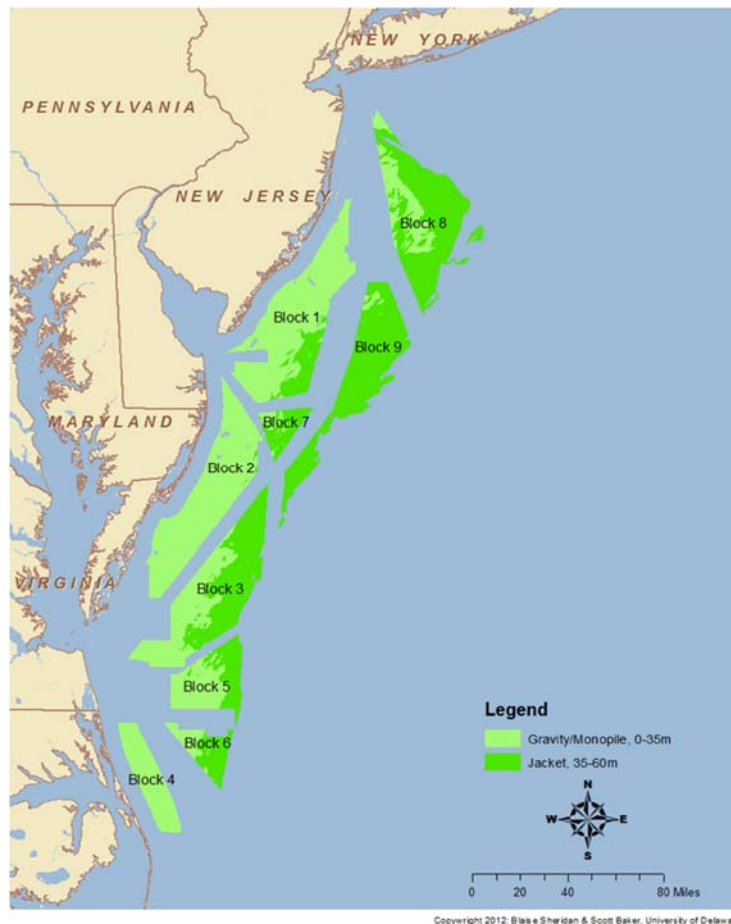 NEW YORK
PENNSYLVANIA
NEW JERSEY
Block 8
Block 1
Block 9
MARYLAND
Block 7
Block 2
VIRGINIA
Block 3
Block 5
Block 6
Block 4
Legend
Gravity/Monopile, 0-35m
Jacket, 35-60m
N
W E
S
0 20 40 80 Miles
Copywright 2012: Blaise Sheridan & Scott Baker, University of Delawa